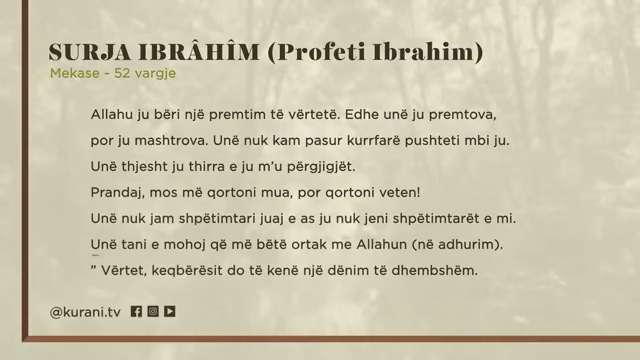 SURJA IBRÂHÎM (Profeti Ibrahim)
Mekase - 52 vargje
Allahu ju bëri një premtim të vërtetë. Edhe unë ju premtova,
por ju mashtrova. Unë nuk kam pasur kurrfarë pushteti mbi ju.
Unë thjesht ju thirra e ju m’u përgjigjët.
Prandaj, mos më qortoni mua, por qortoni veten!
Unë nuk jam shpëtimtari juaj e as ju nuk jeni shpëtimtarët e mi.
Unë tani e mohoj që më bëtë ortak me Allahun (në adhurim).
” Vërtet, keqbërësit do të kenë një dënim të dhembshëm.
@kurani.tv